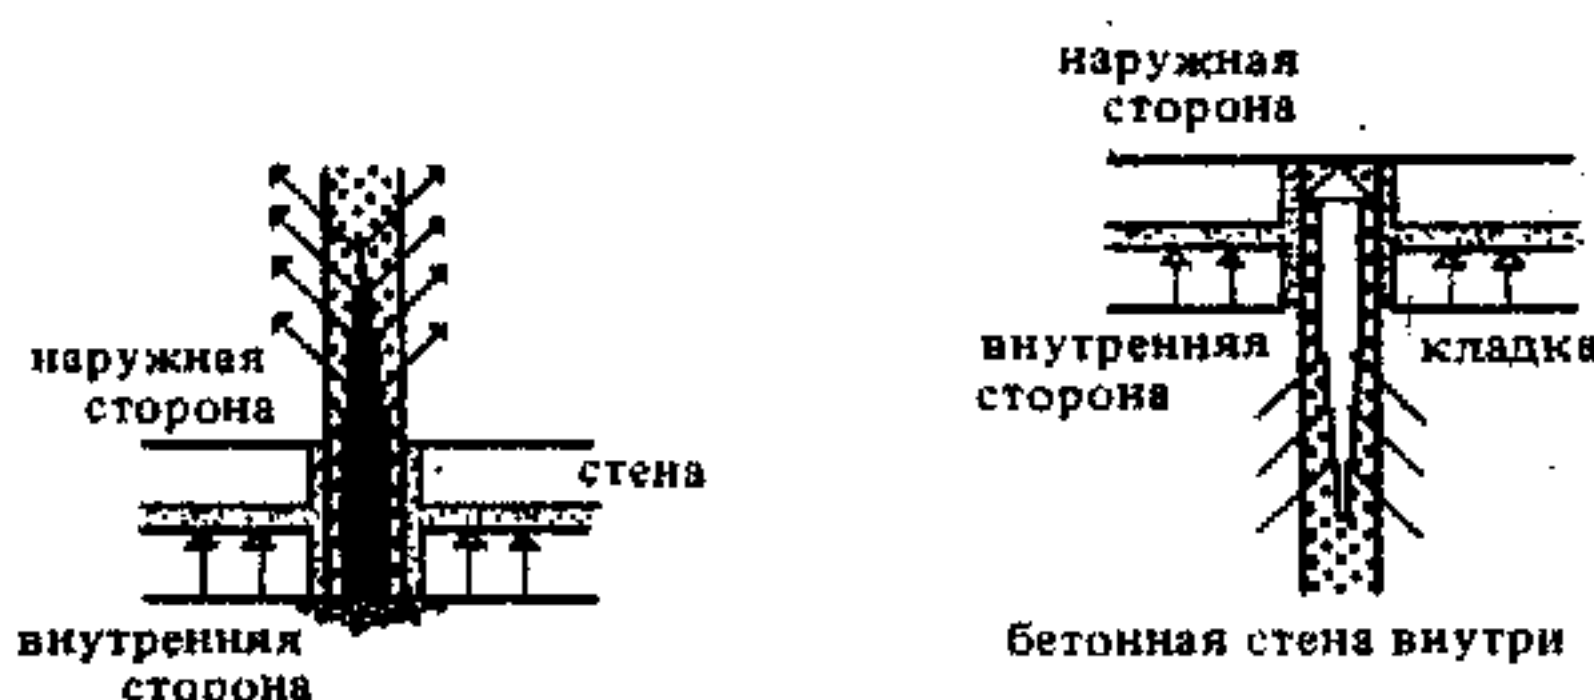 наружная
сторона
стена
внутренняя
сторона
наружная
сторона
внутренняя
сторона
кладка
бетонная стена внутри